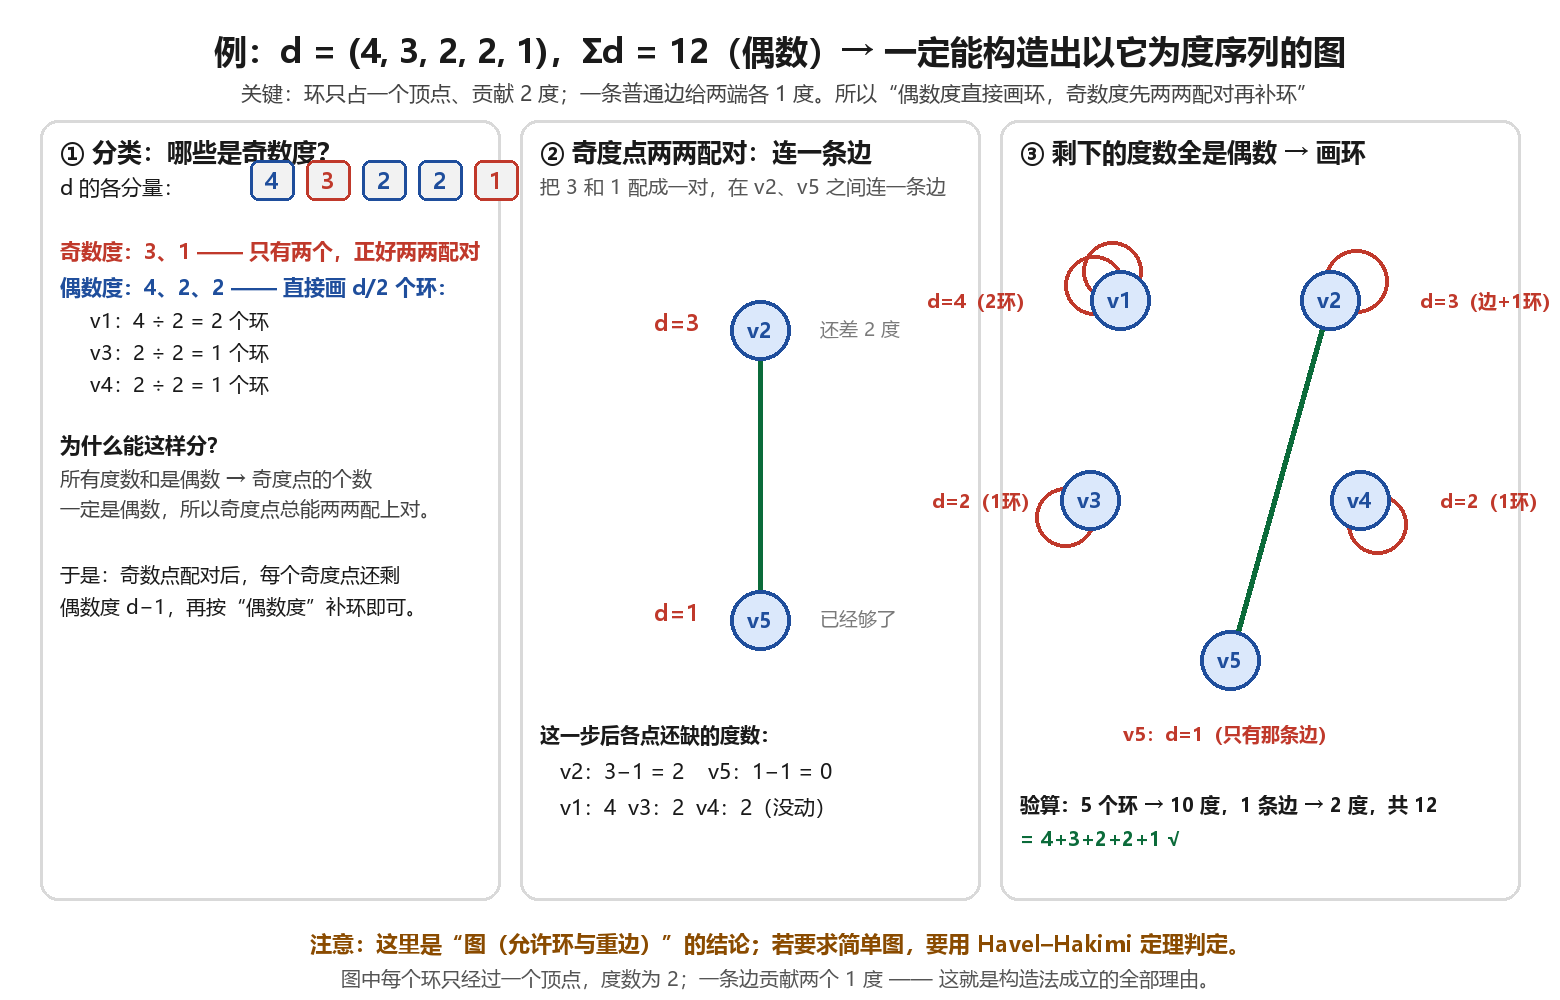 例：d = (4, 3, 2, 2, 1)，Σd = 12（偶数）→ 一定能构造出以它为度序列的图
关键：环只占一个顶点、贡献 2 度；一条普通边给两端各 1 度。所以“偶数度直接画环，奇数度先两两配对再补环”
① 分类：哪些是奇数度？
d 的各分量：
4 3 2 2 1
奇数度：3、1 —— 只有两个，正好两两配对
偶数度：4、2、2 —— 直接画 d/2 个环：
v1：4 ÷ 2 = 2 个环
v3：2 ÷ 2 = 1 个环
v4：2 ÷ 2 = 1 个环
为什么能这样分？
所有度数和是偶数 → 奇度点的个数
一定是偶数，所以奇度点总能两两配上对。
于是：奇数点配对后，每个奇度点还剩
偶数度 d−1，再按“偶数度”补环即可。
② 奇度点两两配对：连一条边
把 3 和 1 配成一对，在 v2、v5 之间连一条边
d=3
v2
还差 2 度
d=1
v5
已经够了
这一步后各点还缺的度数：
v2：3−1 = 2 v5：1−1 = 0
v1：4 v3：2 v4：2（没动）
③ 剩下的度数全是偶数 → 画环
d=4（2环）
v1
v2
d=3（边+1环）
d=2（1环）
v3
v4
d=2（1环）
v5
v5：d=1（只有那条边）
验算：5 个环 → 10 度，1 条边 → 2 度，共 12
= 4+3+2+2+1 √
注意：这里是“图（允许环与重边）”的结论；若要求简单图，要用 Havel–Hakimi 定理判定。
图中每个环只经过一个顶点，度数为 2；一条边贡献两个 1 度 —— 这就是构造法成立的全部理由。